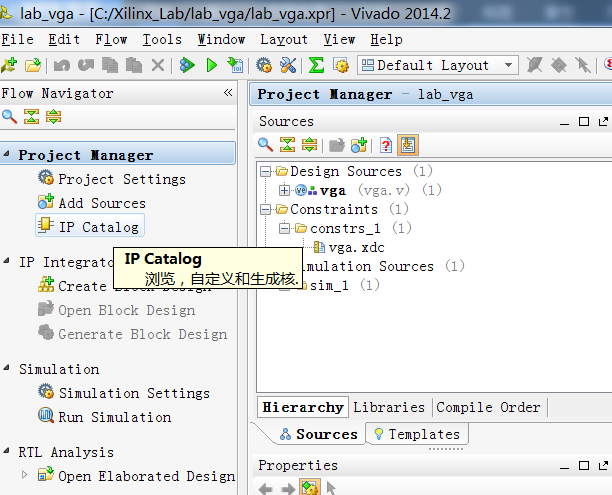 lab_vga - [C:/Xilinx_Lab/lab_vga/lab_vga.xpr] - Vivado 2014.2
File Edit Flow Tools Window Layout View Help
Default Layout
Flow Navigator
Project Manager
Project Settings
Add Sources
IP Catalog
IP Catalog
浏览，自定义和生成核.
IP Integrato
Create Block Design
Open Block Design
Generate Block Design
Simulation
Simulation Settings
Run Simulation
RTL Analysis
Open Elaborated Design
Project Manager - lab_vga
Sources
Design Sources (1)
vga (vga.v) (1)
Constraints (1)
constrs_1 (1)
vga.xdc
imulation Sources (1)
sim_1 (1)
Hierarchy Libraries Compile Order
Sources Templates
Properties